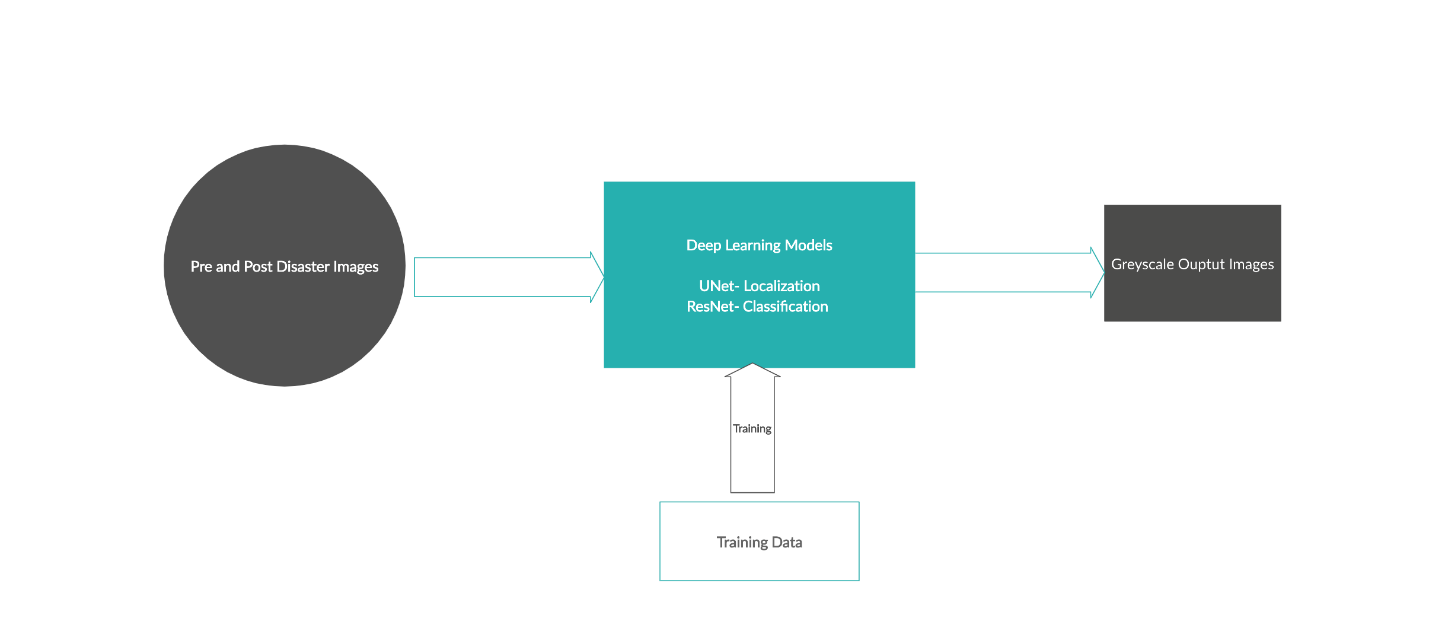 Pre and Post Disaster Images
Deep Learning Models
UNet- Localization
ResNet- Classification
Greyscale Ouptut Images
Training
Training Data